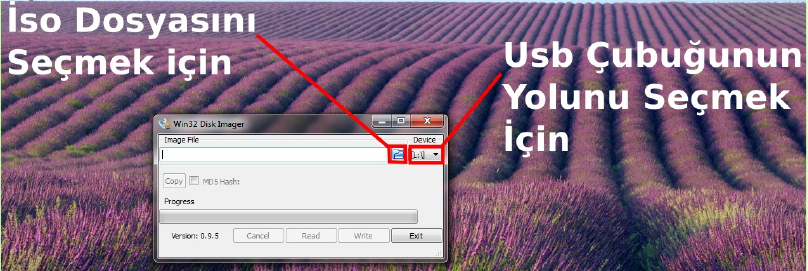 İso Dosyasını
Seçmek için
Usb Çubuğunun
Yolunu Seçmek
İçin
Win32 Disk Imager
Image File Device
[L:\]
Copy MD5 Hash:
Progress
Version: 0.9.5 Cancel Read Write Exit